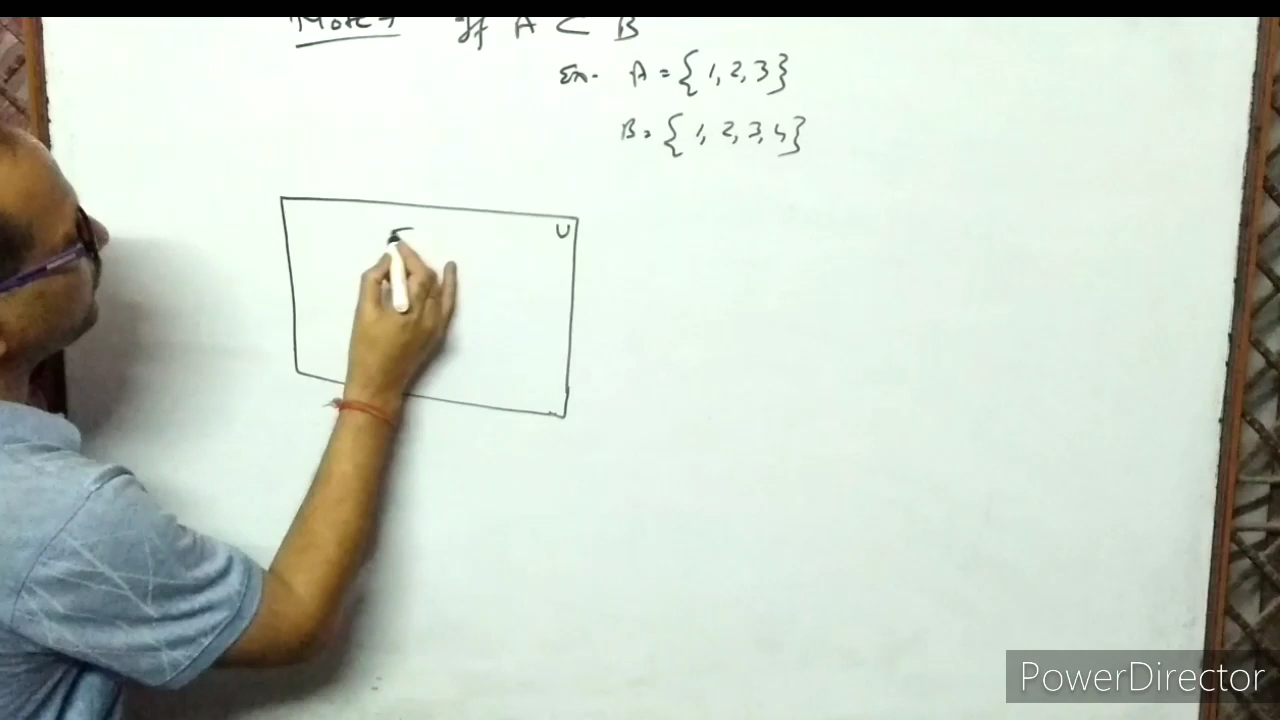 Note → If A ⊂ B
Ex. A = { 1, 2, 3 }
B = { 1, 2, 3, 4 }
U
PowerDirector